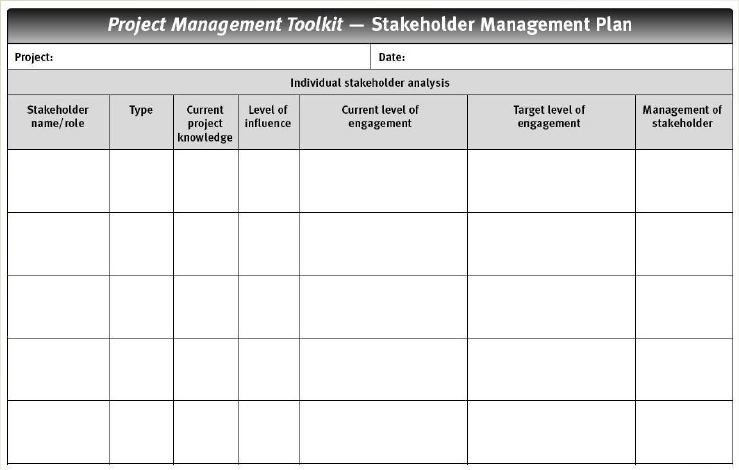 Project Management Toolkit — Stakeholder Management Plan
Project: Date:
Individual stakeholder analysis
Stakeholder name/role
Type
Current project knowledge
Level of influence
Current level of engagement
Target level of engagement
Management of stakeholder